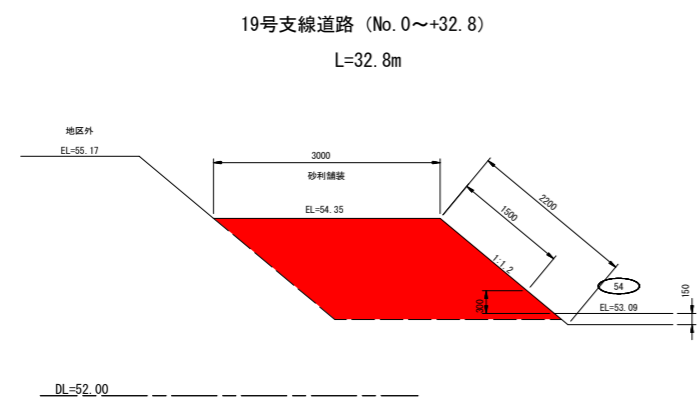 19号支線道路 (No.0～+32.8)
L=32.8m
地区外
EL=55.17
3000
砂利舗装
EL=54.35
2200
1500
1:1.2
54
300
EL=53.09
150
DL=52.00